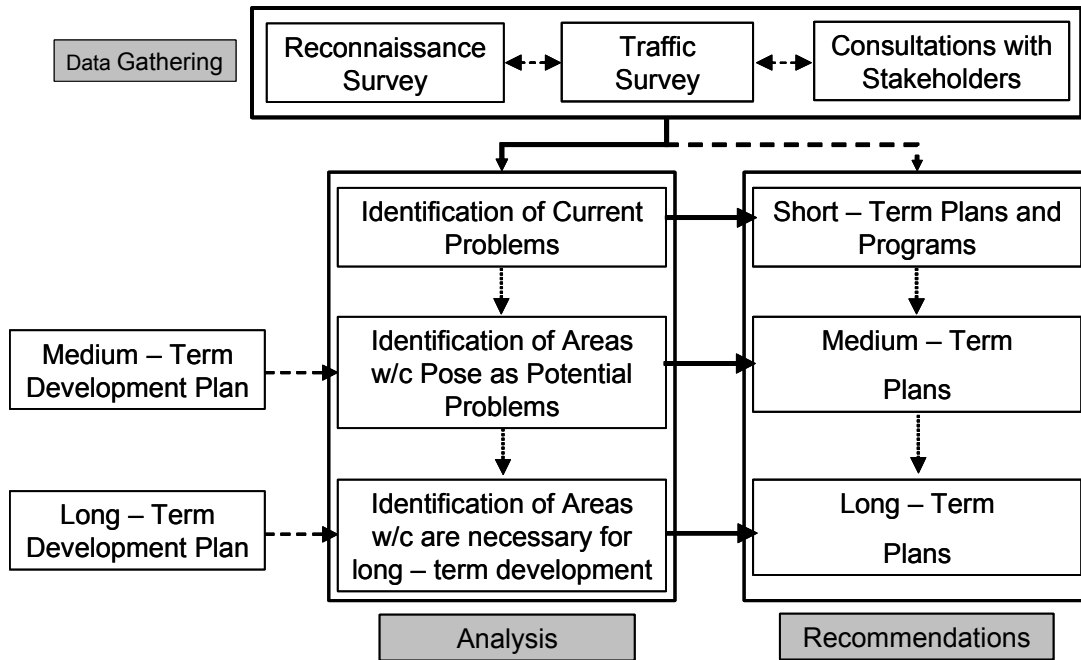 Data Gathering
Reconnaissance
Survey
Traffic
Survey
Consultations with
Stakeholders
Identification of Current
Problems
Short – Term Plans and
Programs
Medium – Term
Development Plan
Identification of Areas
w/c Pose as Potential
Problems
Medium – Term
Plans
Long – Term
Development Plan
Identification of Areas
w/c are necessary for
long – term development
Long – Term
Plans
Analysis
Recommendations